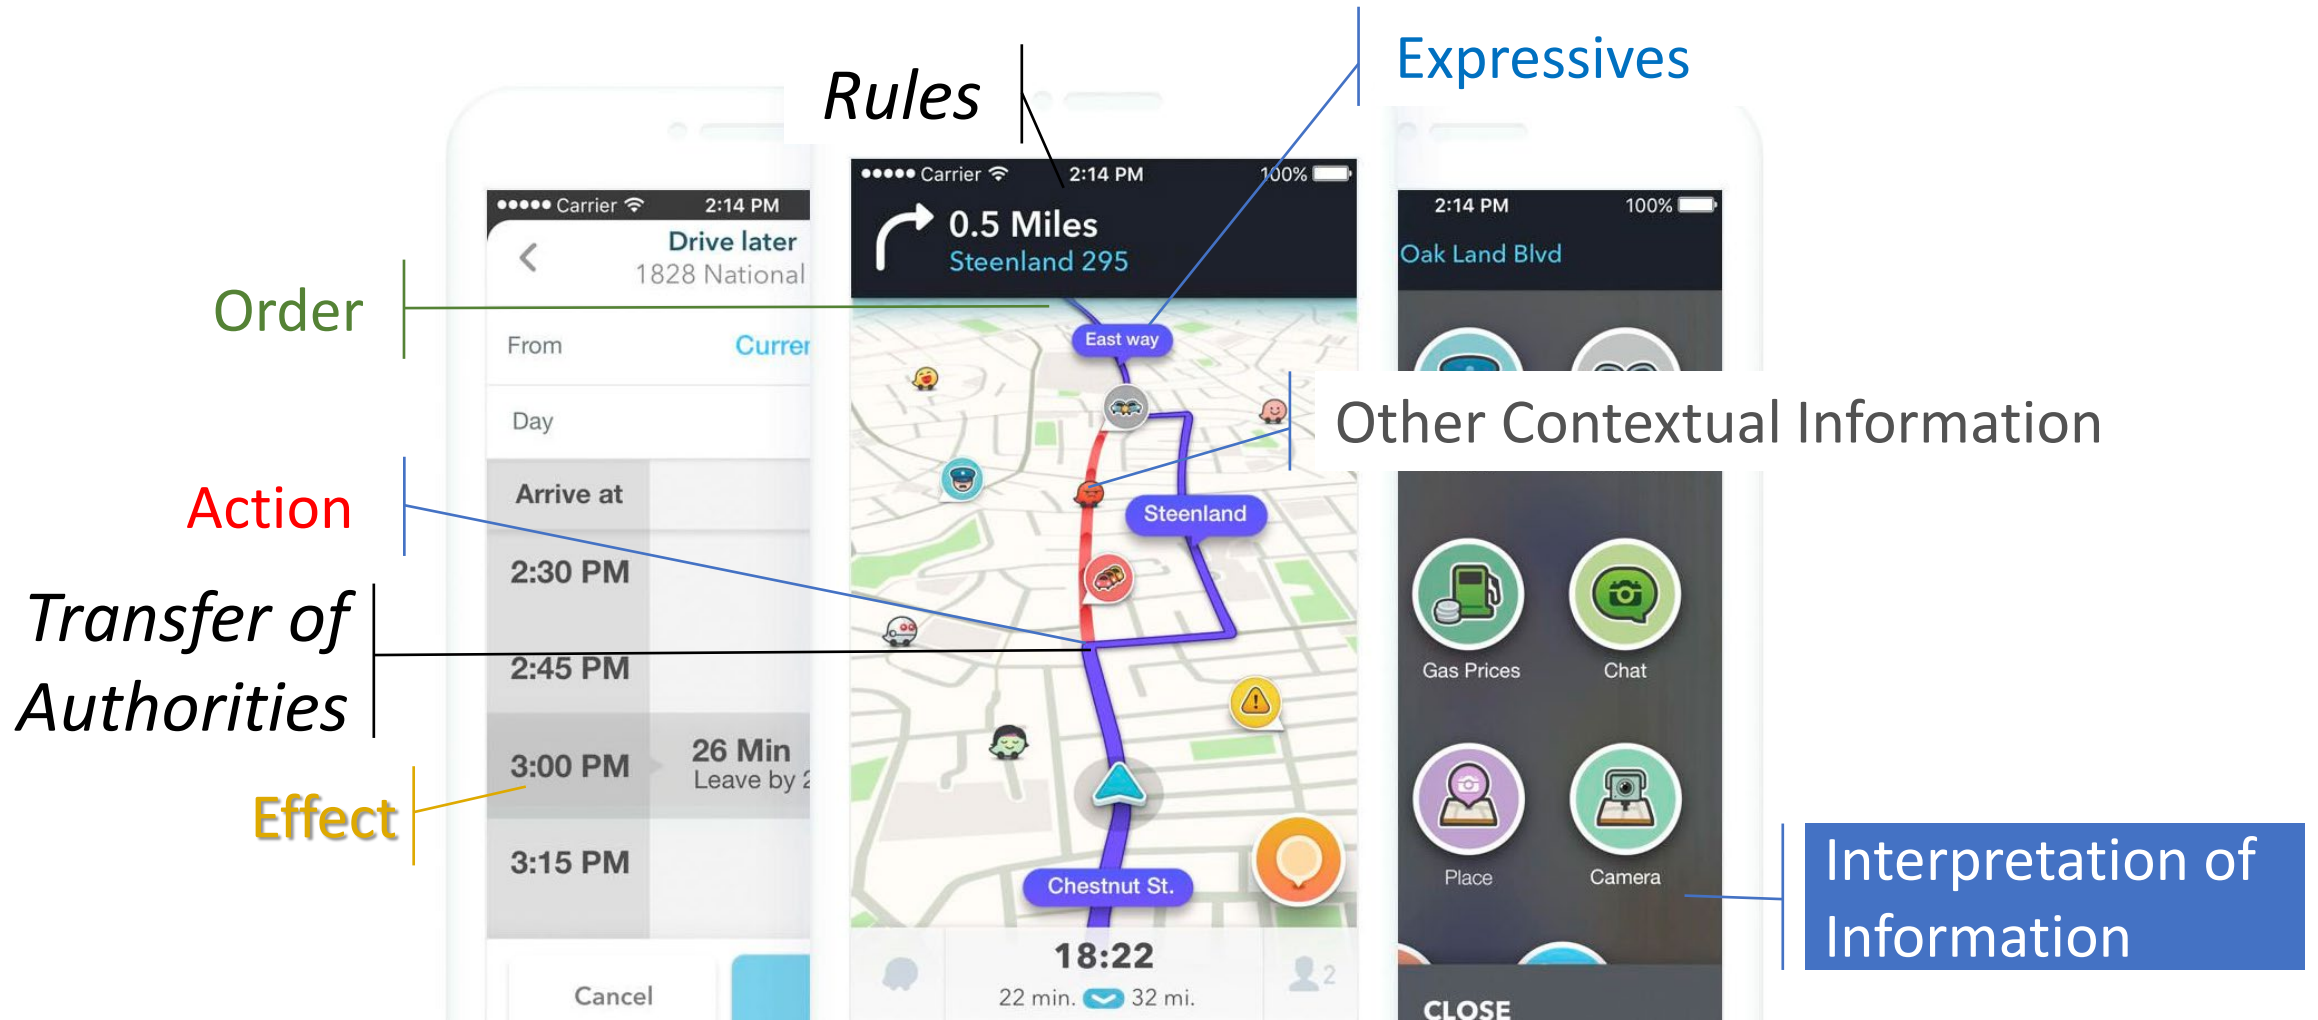 Rules
Expressives
Order
Action
Transfer of
Authorities
Effect
Other Contextual Information
Interpretation of
Information
Carrier
2:14 PM
Drive later
1828 National
From
Day
Arrive at
2:30 PM
2:45 PM
3:00 PM
26 Min
Leave by
3:15 PM
Cancel
Carrier
2:14 PM
100%
0.5 Miles
Steenland 295
East way
Steenland
Chestnut St.
18:22
22 min.
32 mi.
2
2:14 PM
100%
Oak Land Blvd
Gas Prices
Chat
Place
Camera
CLOSE